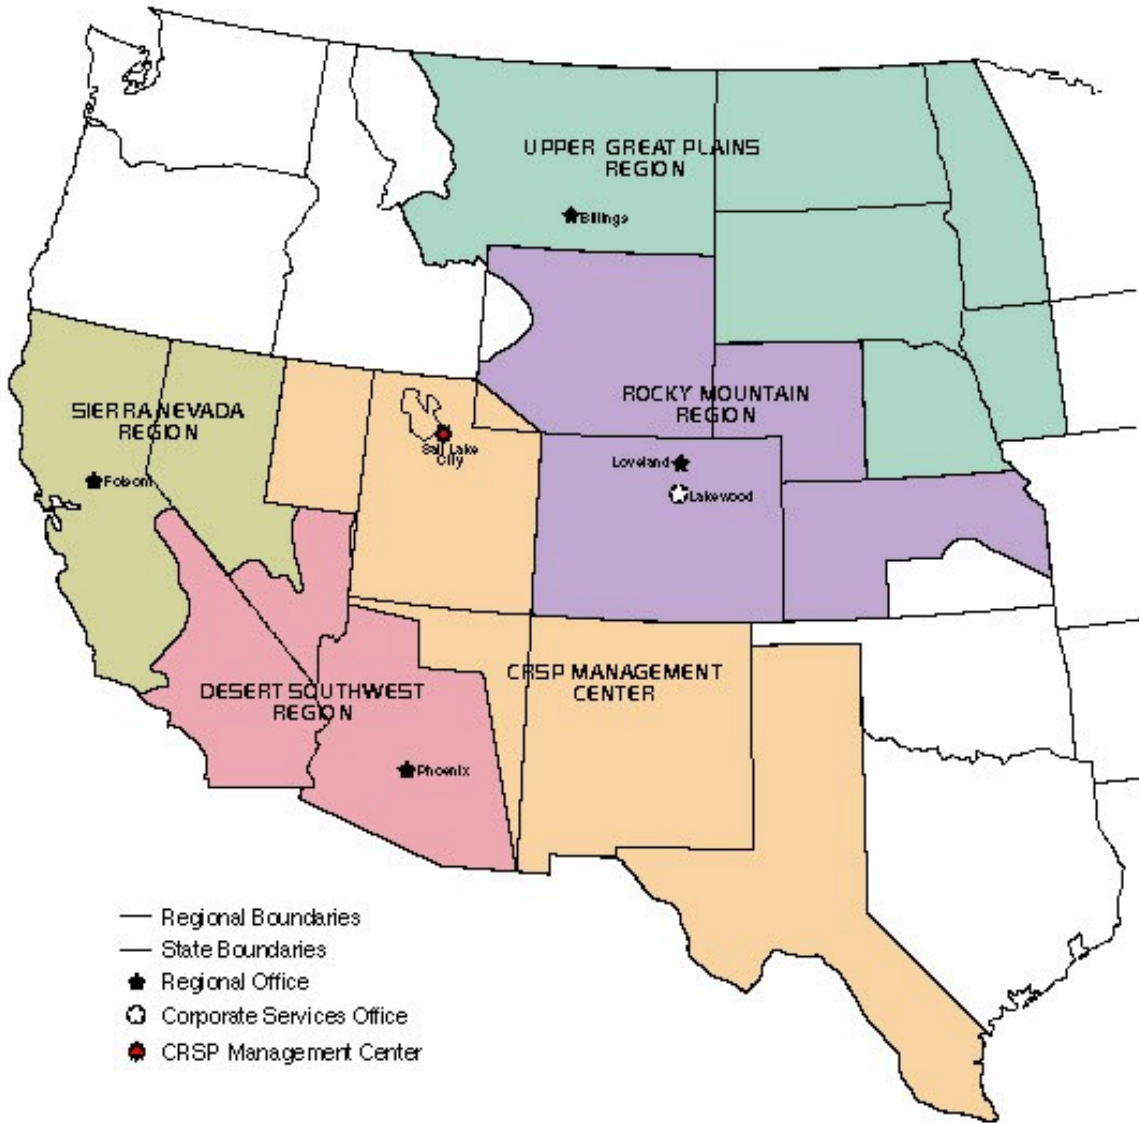 UPPER GREAT PLAINS
REGION
Billings
SIERRA NEVADA
REGION
Folsom
Salt Lake
City
ROCKY MOUNTAIN
REGION
Loveland
Lakewood
DESERT SOUTHWEST
REGION
Phoenix
CRSP MANAGEMENT
CENTER
Regional Boundaries
State Boundaries
Regional Office
Corporate Services Office
CRSP Management Center